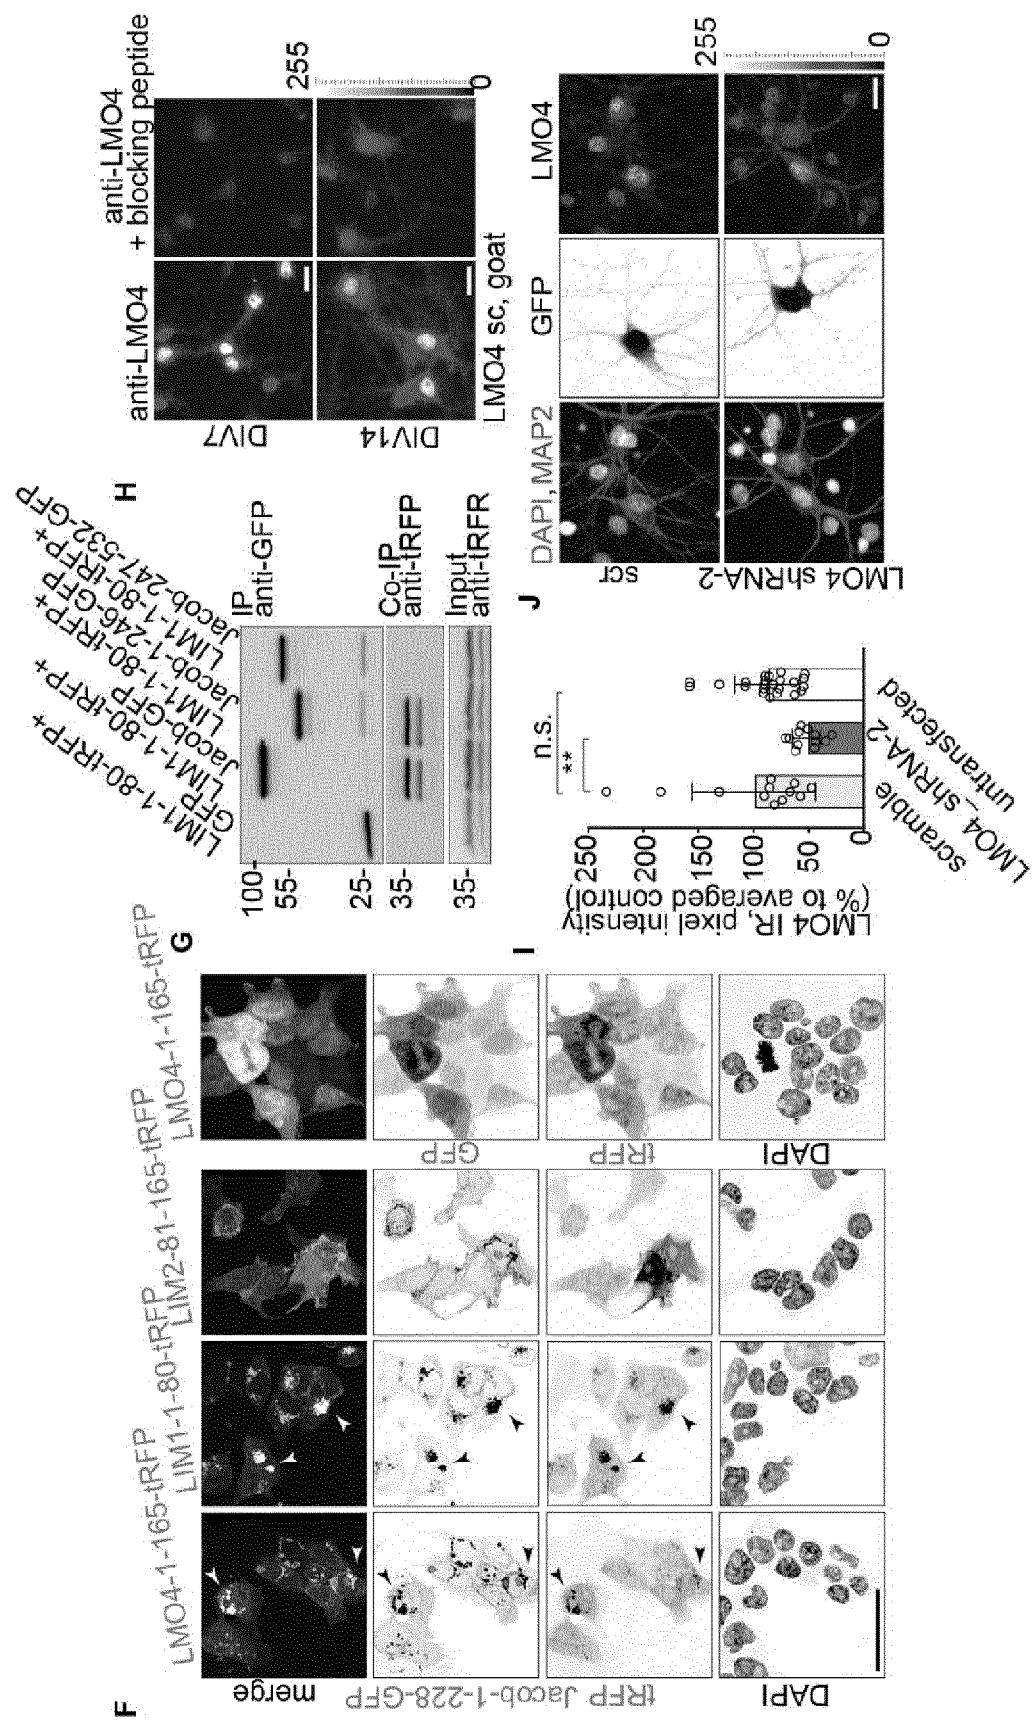 F
LMO4-1-165-tRFP
LIM1-1-80-tRFP
LIM2-81-165-tRFP
LMO4-1-165-tRFP
merge
tRFP Jacob-1-228-GFP
DAPI
GFP
tRFP
DAPI
G
LIM1-1-80-tRFP+
GFP
LIM1-1-80-tRFP+
Jacob-GFP
LIM1-1-80-tRFP+
Jacob-1-246-GFP
LIM1-1-80-tRFP+
Jacob-247-532-GFP
100-
55-
25-
35-
35-
IP
anti-GFP
Co-IP
anti-tRFP
Input
anti-tRFR
H
anti-LMO4
anti-LMO4
+ blocking peptide
DIV7
DIV14
255
0
LMO4 sc, goat
I
LMO4 IR, pixel intensity
(% to averaged control)
250
200
150
100
50
0
n.s.
**
scramble
LMO4_shRNA-2
untransfected
J
DAPI, MAP2
GFP
LMO4
scr
LMO4 shRNA-2
255
0